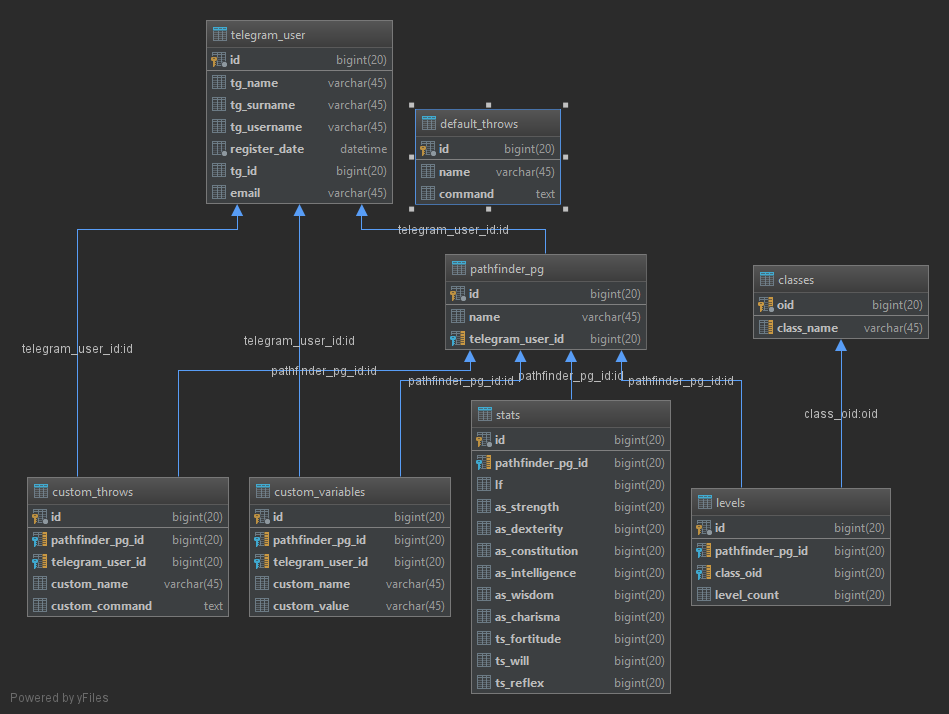 telegram_user
id bigint(20)
tg_name varchar(45)
tg_surname varchar(45)
tg_username varchar(45)
register_date datetime
tg_id bigint(20)
email varchar(45)
default_throws
id bigint(20)
name varchar(45)
command text
telegram_user_id:id
pathfinder_pg
id bigint(20)
name varchar(45)
telegram_user_id bigint(20)
classes
oid bigint(20)
class_name varchar(45)
telegram_user_id:id
telegram_user_id:id
pathfinder_pg_id:id
pathfinder_pg_id:id
pathfinder_pg_id:id
pathfinder_pg_id:id
class_oid:oid
custom_throws
id bigint(20)
pathfinder_pg_id bigint(20)
telegram_user_id bigint(20)
custom_name varchar(45)
custom_command text
custom_variables
id bigint(20)
pathfinder_pg_id bigint(20)
telegram_user_id bigint(20)
custom_name varchar(45)
custom_value varchar(45)
stats
id bigint(20)
pathfinder_pg_id bigint(20)
lf bigint(20)
as_strength bigint(20)
as_dexterity bigint(20)
as_constitution bigint(20)
as_intelligence bigint(20)
as_wisdom bigint(20)
as_charisma bigint(20)
ts_fortitude bigint(20)
ts_will bigint(20)
ts_reflex bigint(20)
levels
id bigint(20)
pathfinder_pg_id bigint(20)
class_oid bigint(20)
level_count bigint(20)
Powered by yFiles